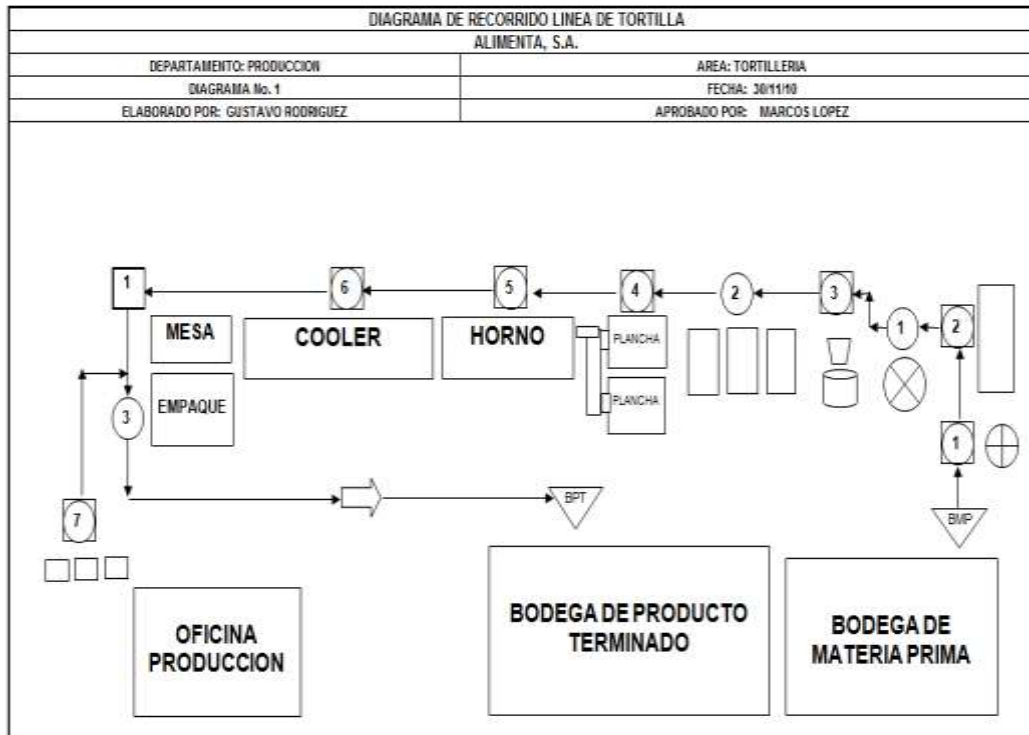 DIAGRAMA DE RECORRIDO LINEA DE TORTILLA
ALIMENTA, S.A.
DEPARTAMENTO: PRODUCCION
AREA: TORTILLERIA
DIAGRAMA No. 1
FECHA: 30/11/10
ELABORADO POR: GUSTAVO RODRIGUEZ
APROBADO POR: MARCOS LOPEZ
1
6
5
4
2
3
1
2
MESA
COOLER
HORNO
PLANCHA
EMPAQUE
PLANCHA
3
1
7
BPT
BMP
OFICINA
PRODUCCION
BODEGA DE PRODUCTO
TERMINADO
BODEGA DE
MATERIA PRIMA